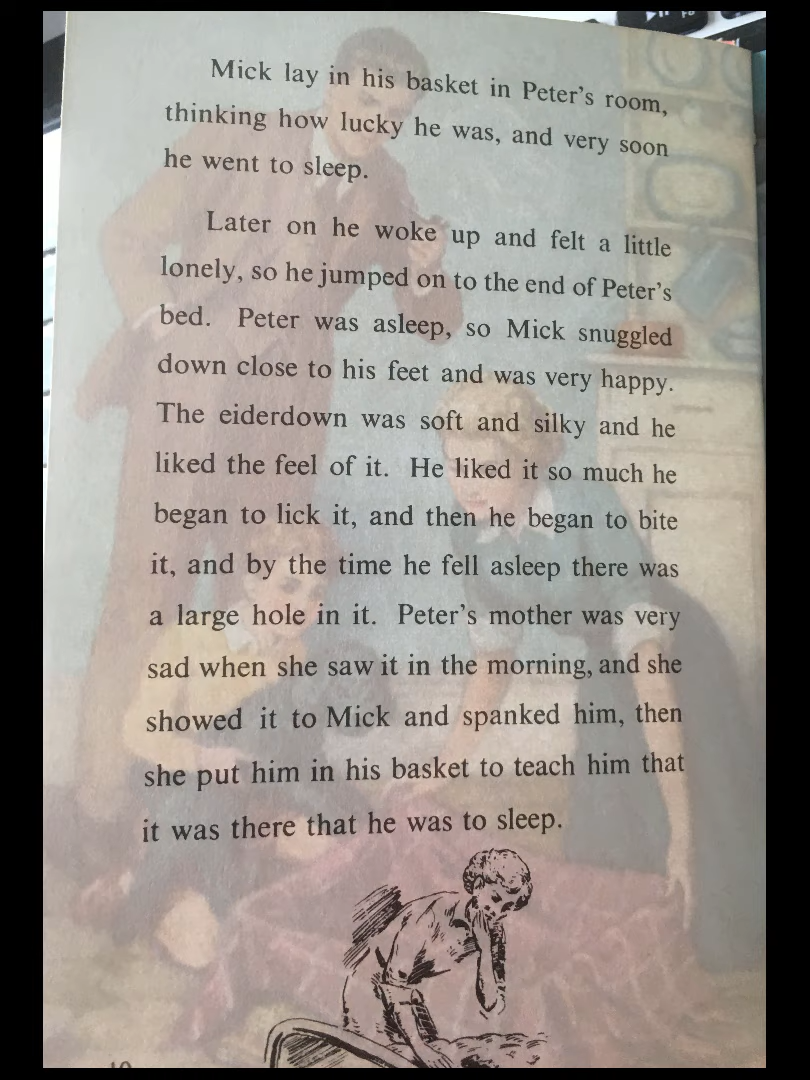 Mick lay in his basket in Peter's room,
thinking how lucky he was, and very soon
he went to sleep.
Later on he woke up and felt a little
lonely, so he jumped on to the end of Peter's
bed. Peter was asleep, so Mick snuggled
down close to his feet and was very happy.
The eiderdown was soft and silky and he
liked the feel of it. He liked it so much he
began to lick it, and then he began to bite
it, and by the time he fell asleep there was
a large hole in it. Peter's mother was very
sad when she saw it in the morning, and she
showed it to Mick and spanked him, then
she put him in his basket to teach him that
it was there that he was to sleep.